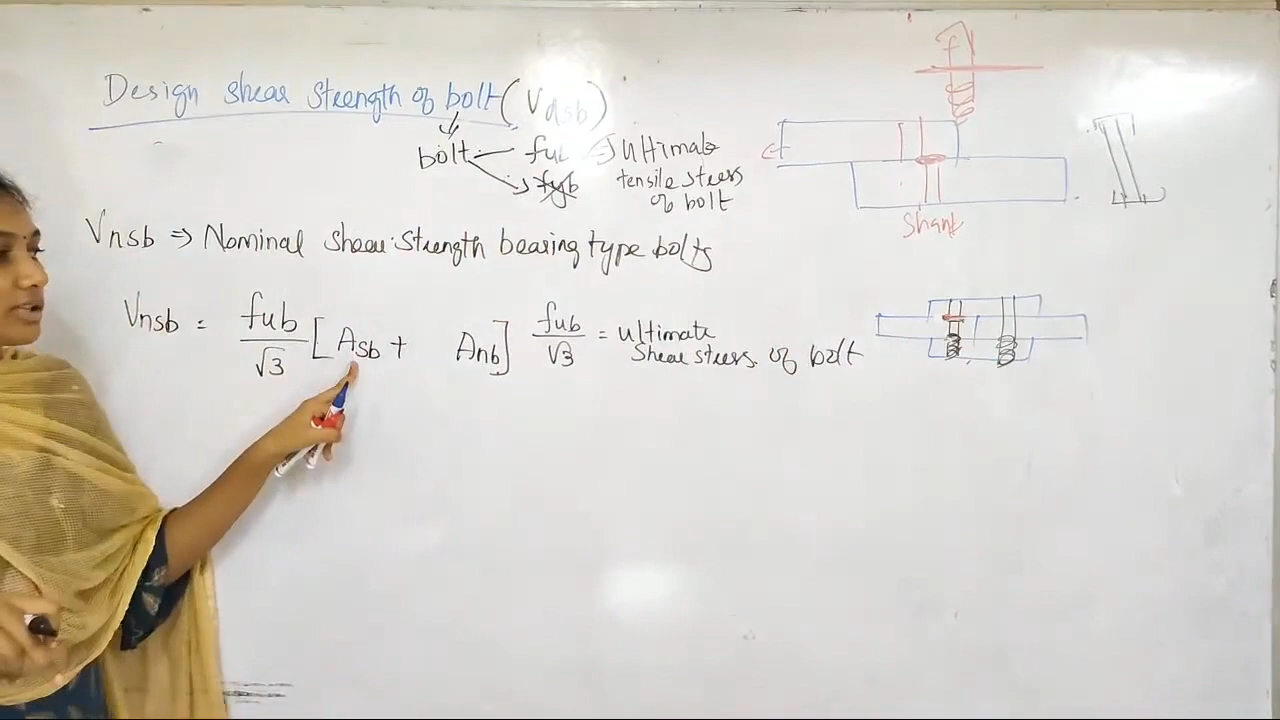 Design shear strength of bolt (Vdsb)
bolt - fub => ultimate
fyb tensile stress
of bolt
Shank
Vnsb => Nominal shear strength bearing type bolts
Vnsb = fub/√3 [Asb + Anb] fub/√3 = ultimate
shear stress of bolt